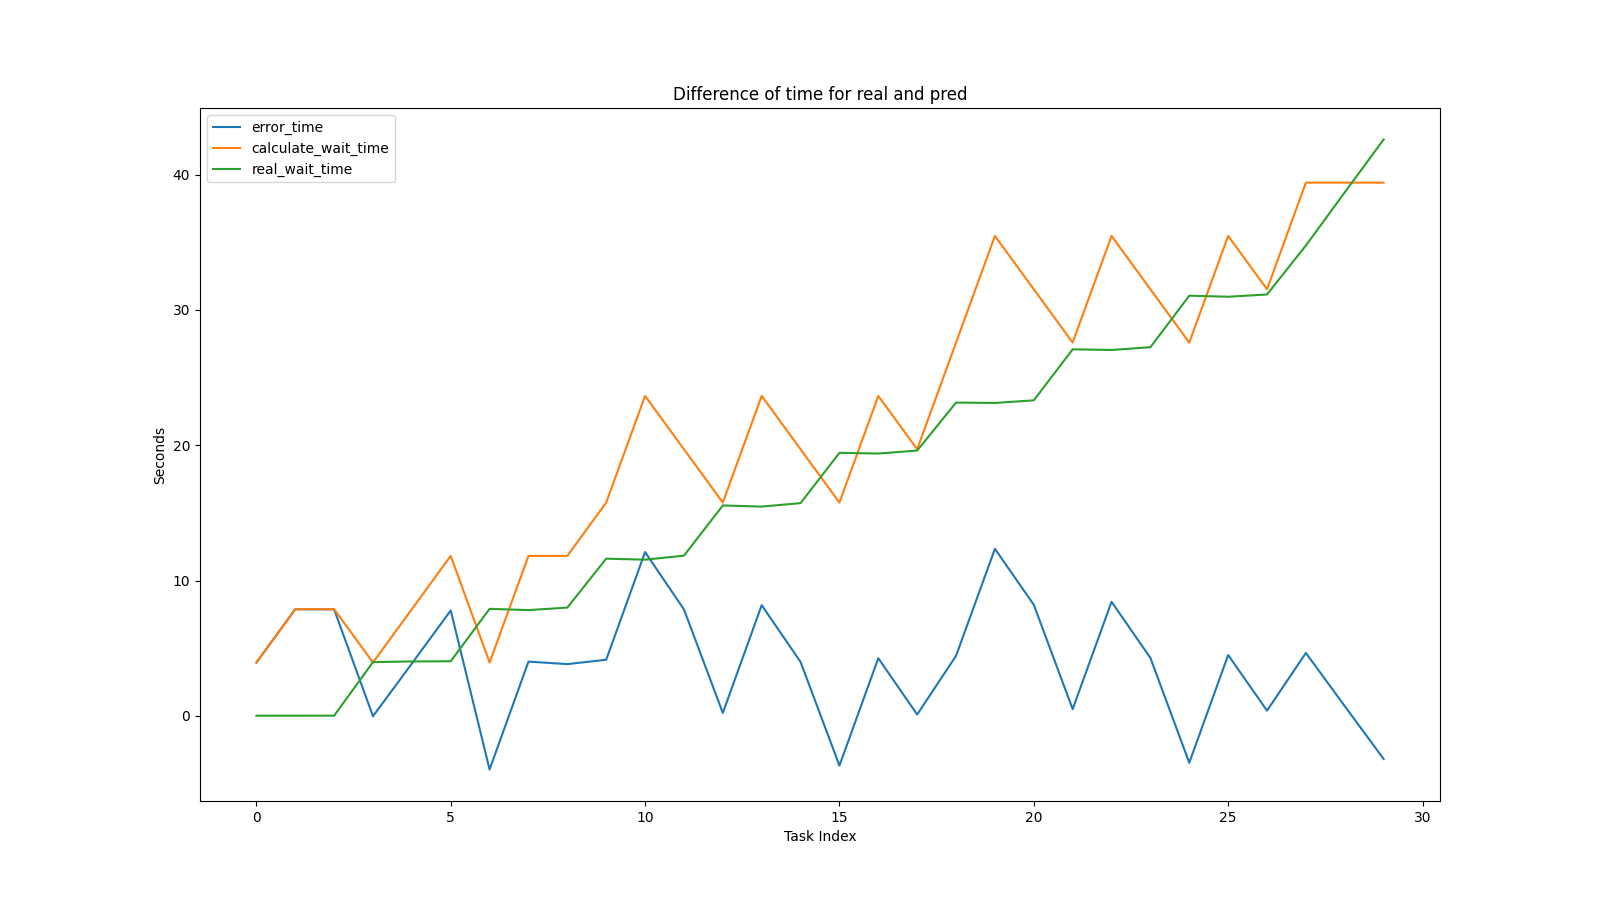 Difference of time for real and pred
error_time
calculate_wait_time
real_wait_time
40
30
20
10
0
Seconds
0 5 10 15 20 25 30
Task Index